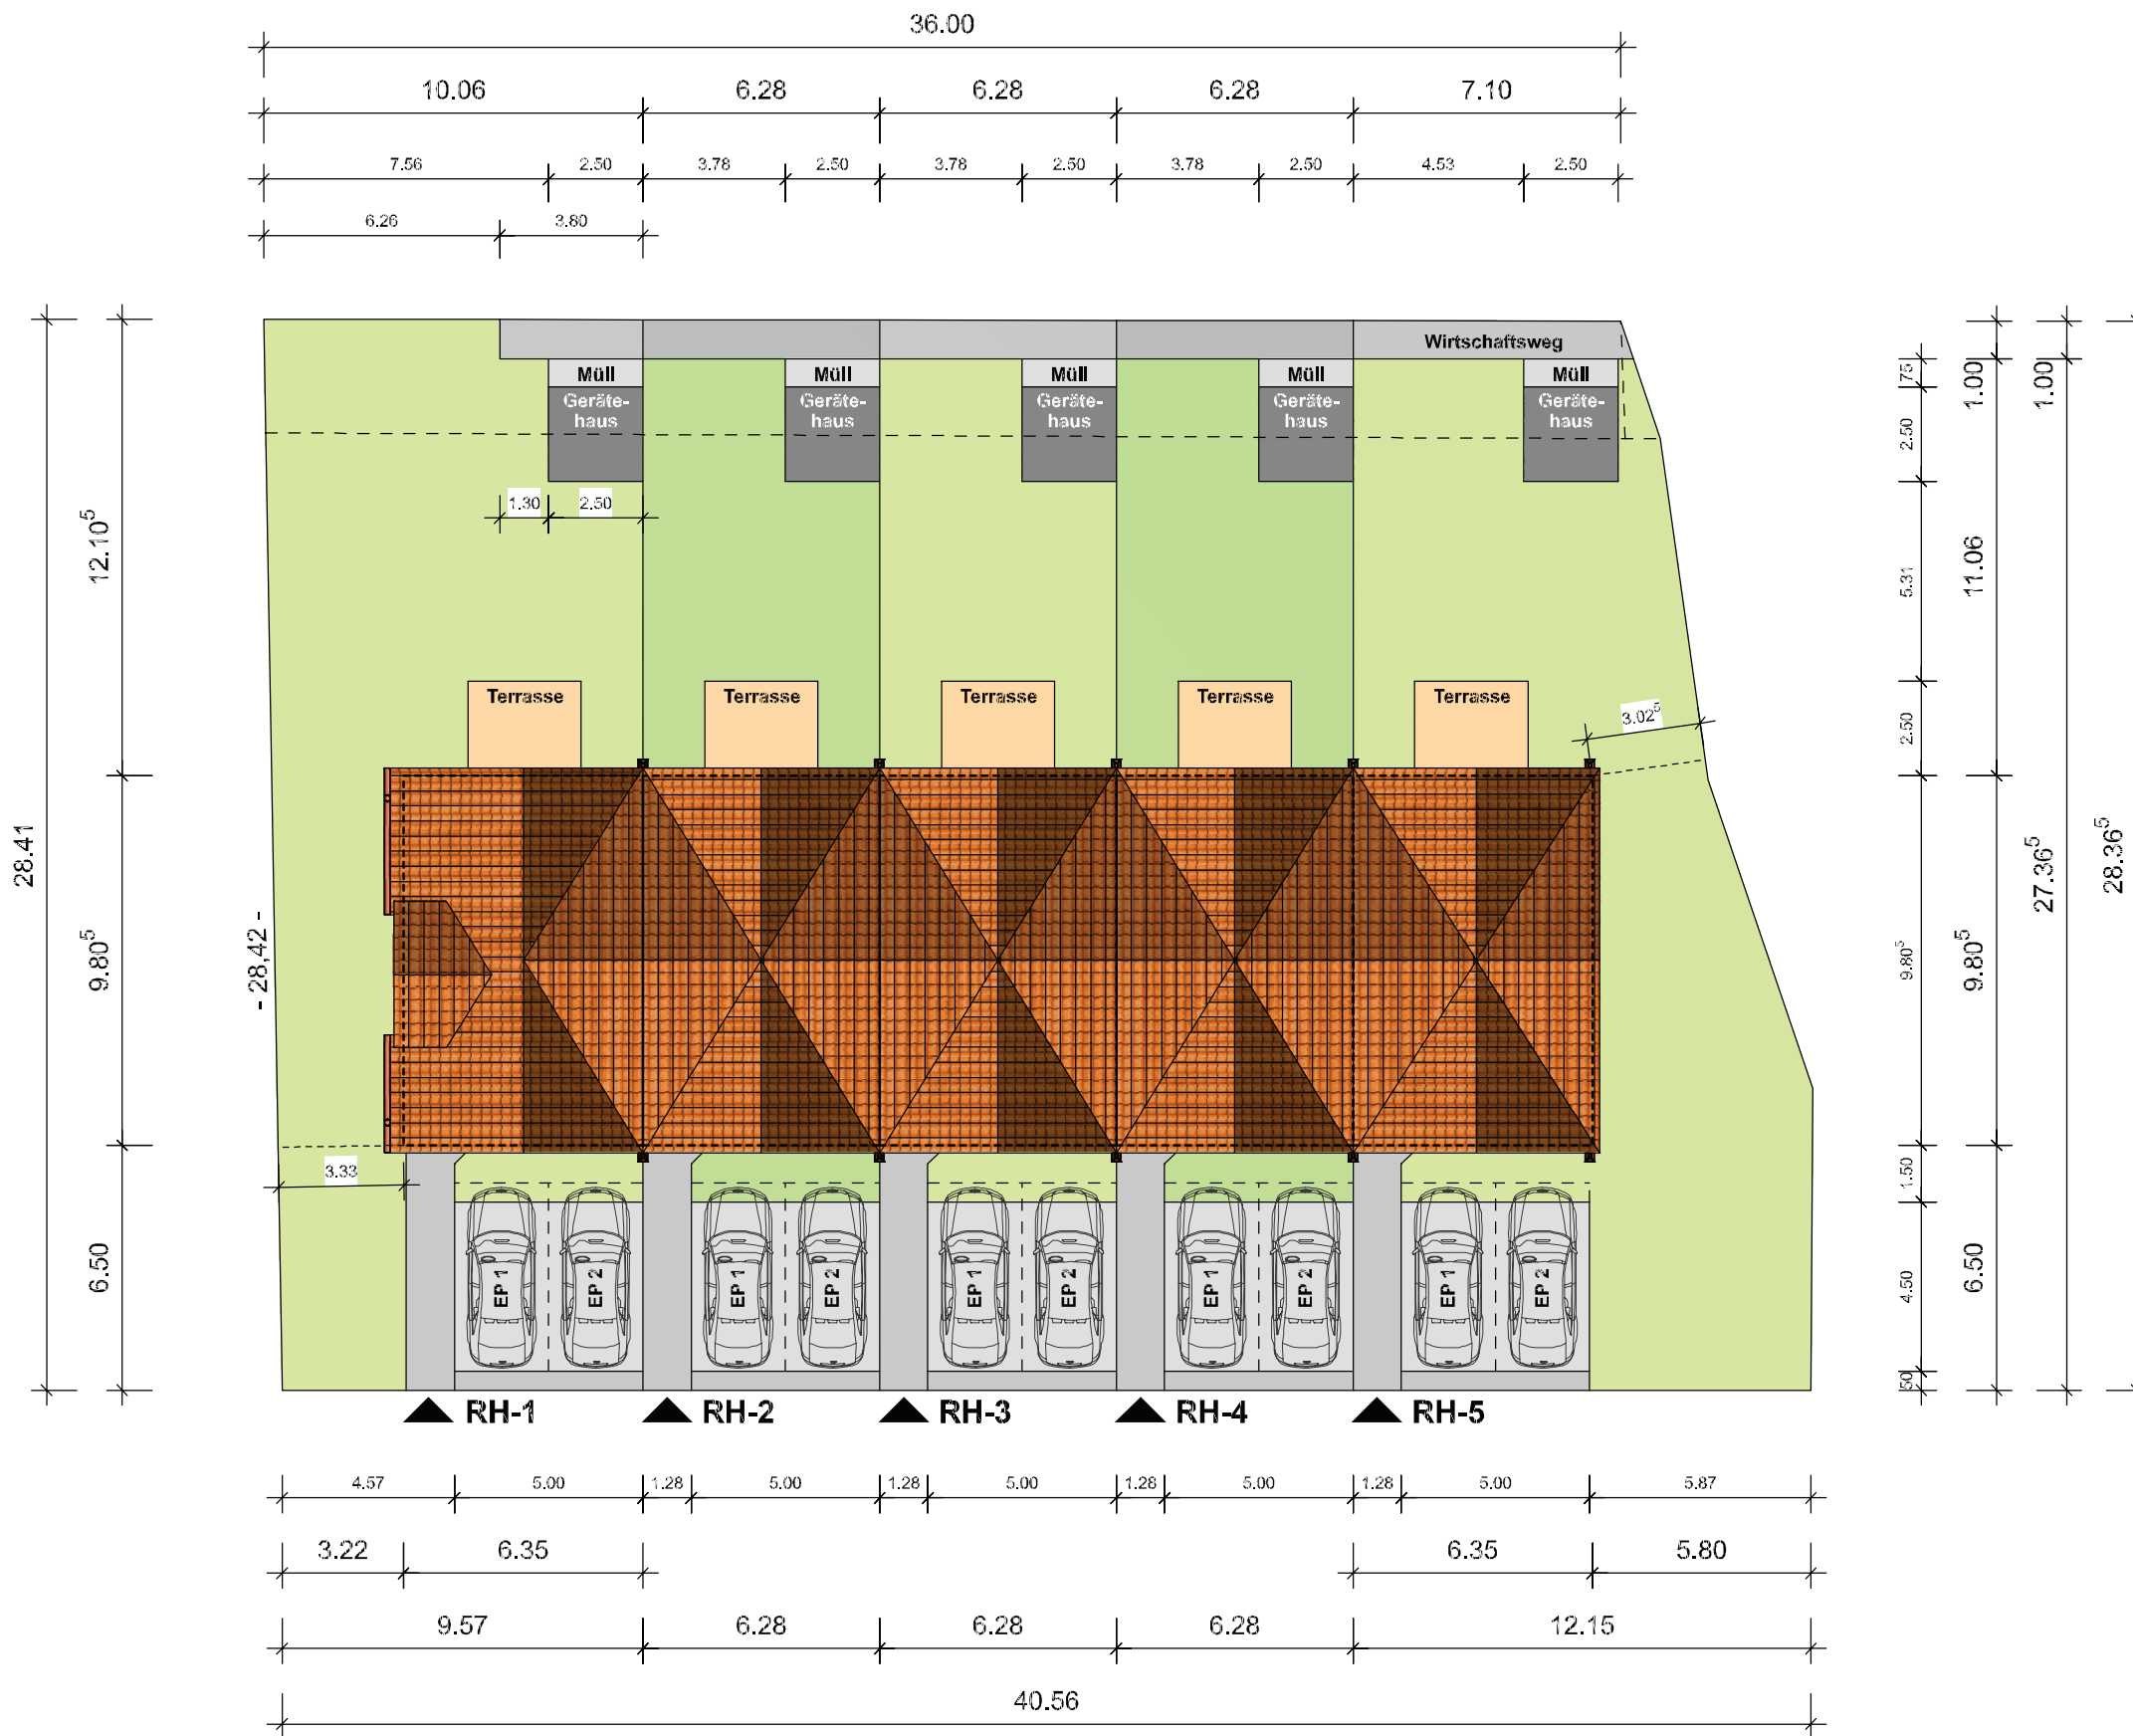 36.00
10.06 6.28 6.28 6.28 7.10
7.56 2.50 3.78 2.50 3.78 2.50 3.78 2.50 4.53 2.50
6.26 3.80
Wirtschaftsweg
Müll Müll Müll Müll Müll
Geräte- Geräte- Geräte- Geräte- Geräte-
haus haus haus haus haus
1.30 2.50
Terrasse Terrasse Terrasse Terrasse Terrasse
3.02⁵
28.41
12.10⁵
9.80⁵
6.50
- 28,42 -
3.33
75
2.50
5.31
2.50
9.80⁵
1.50
4.50
50
1.00
11.06
9.80⁵
6.50
1.00
27.36⁵
28.36⁵
EP 1 EP 2 EP 1 EP 2 EP 1 EP 2 EP 1 EP 2 EP 1 EP 2
RH-1 RH-2 RH-3 RH-4 RH-5
4.57 5.00 1.28 5.00 1.28 5.00 1.28 5.00 1.28 5.00 5.87
3.22 6.35 6.35 5.80
9.57 6.28 6.28 6.28 12.15
40.56